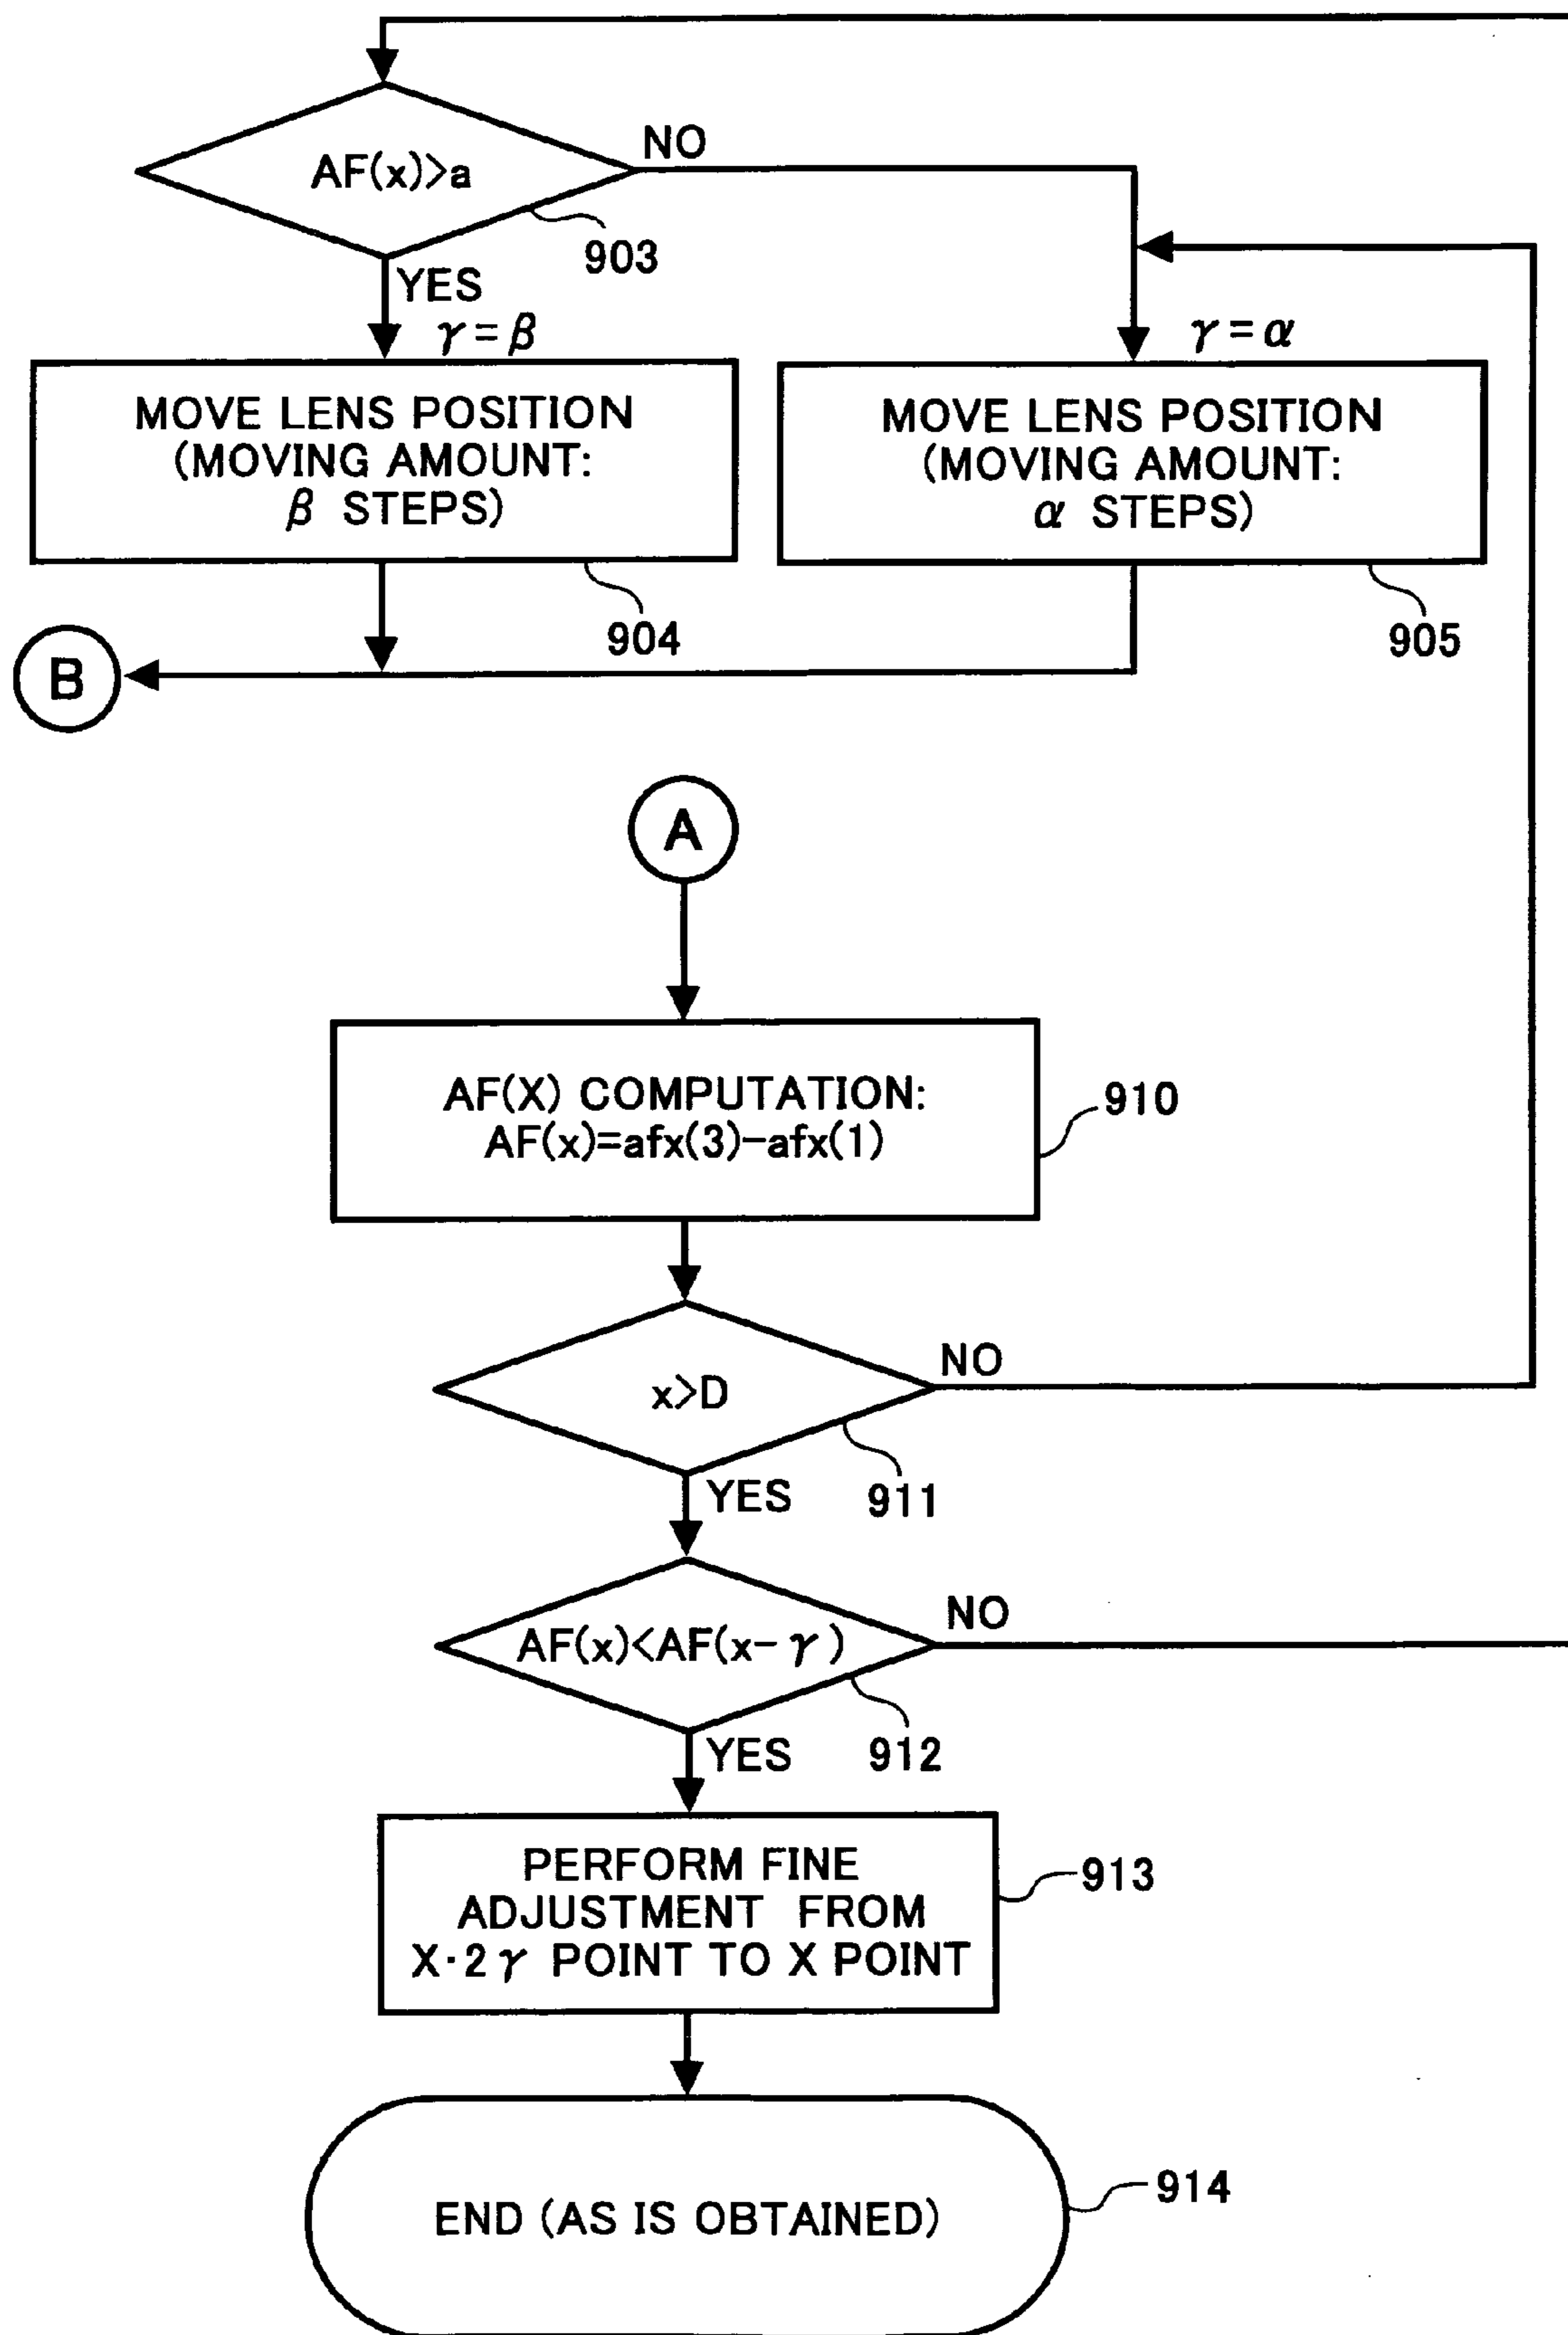 AF(x)>a
NO
903
YES
γ=β
γ=α
MOVE LENS POSITION
(MOVING AMOUNT:
β STEPS)
MOVE LENS POSITION
(MOVING AMOUNT:
α STEPS)
904
905
B
A
AF(X) COMPUTATION:
AF(x)=afx(3)-afx(1)
910
x>D
NO
YES
911
AF(x)<AF(x-γ)
NO
YES
912
PERFORM FINE
ADJUSTMENT FROM
X·2γ POINT TO X POINT
913
END (AS IS OBTAINED)
914